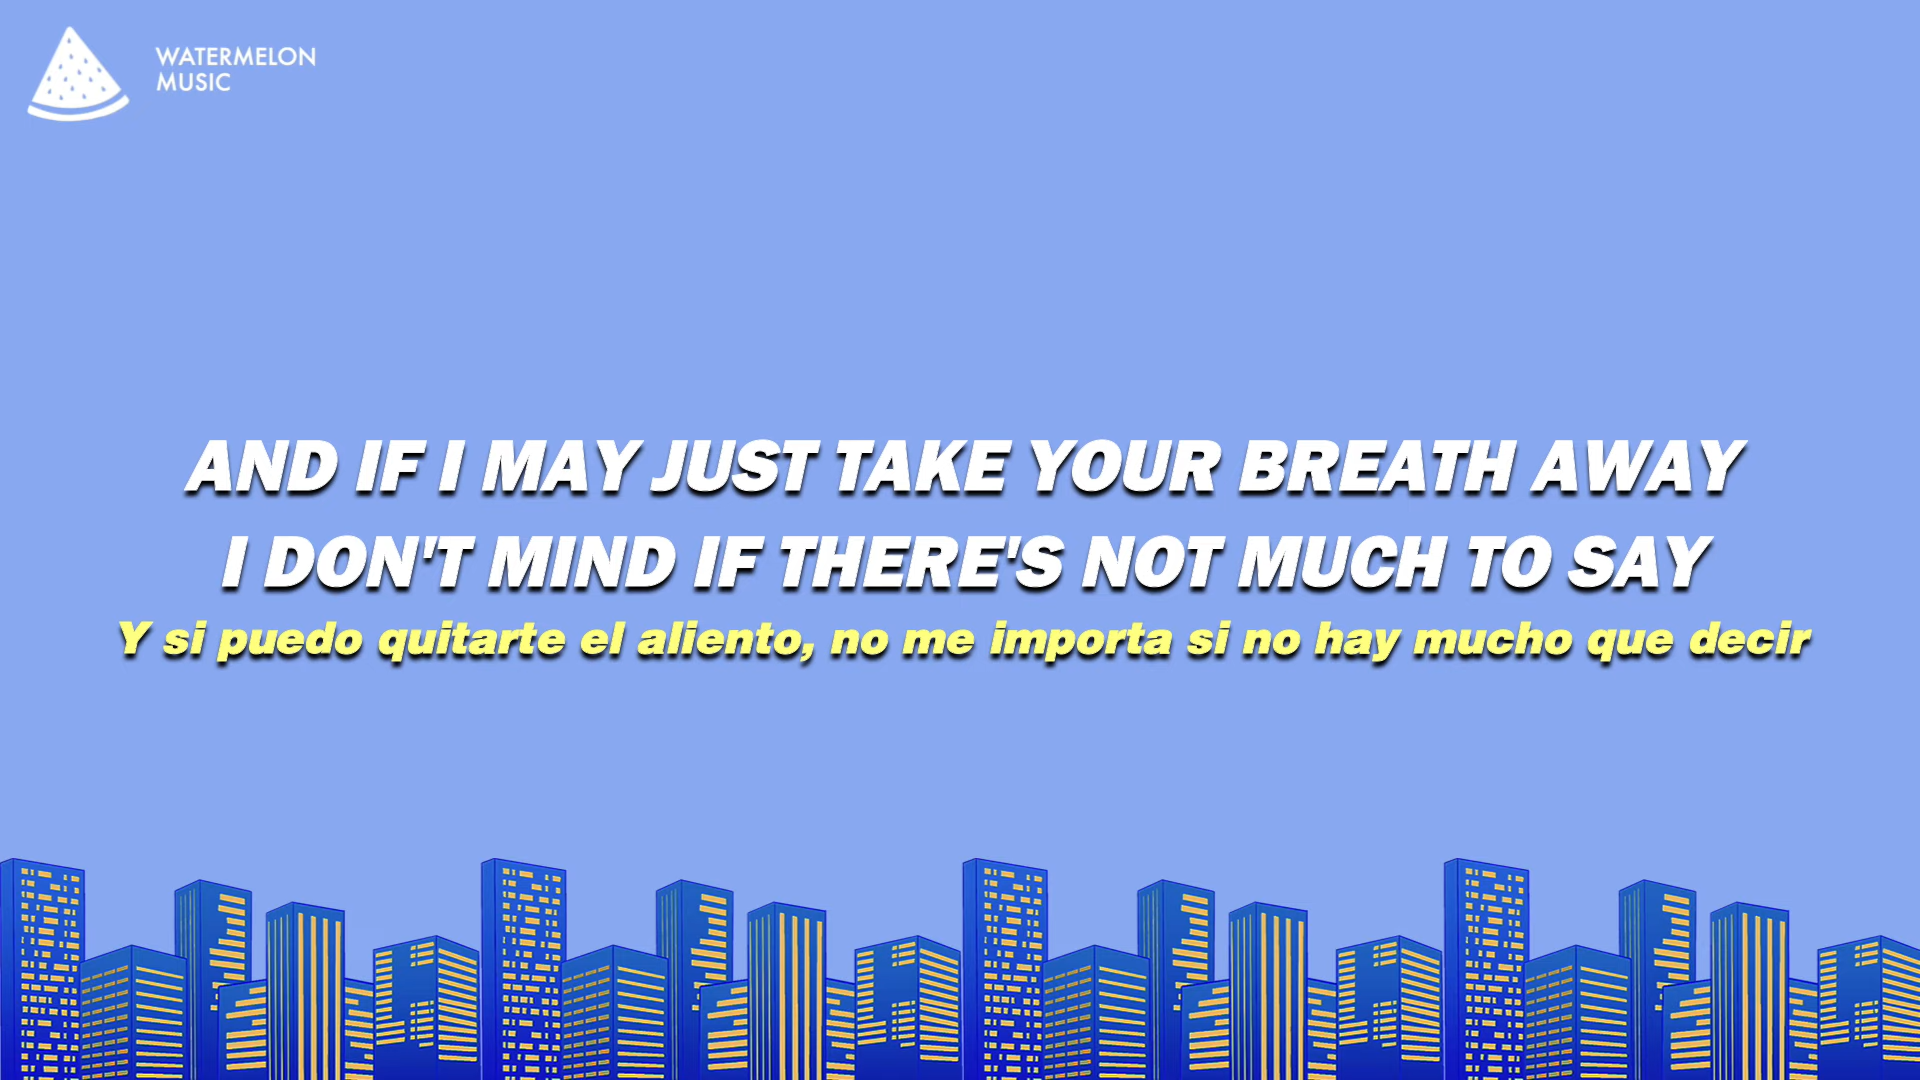 WATERMELON
MUSIC
AND IF I MAY JUST TAKE YOUR BREATH AWAY
I DON'T MIND IF THERE'S NOT MUCH TO SAY
Y si puedo quitarte el aliento, no me importa si no hay mucho que decir